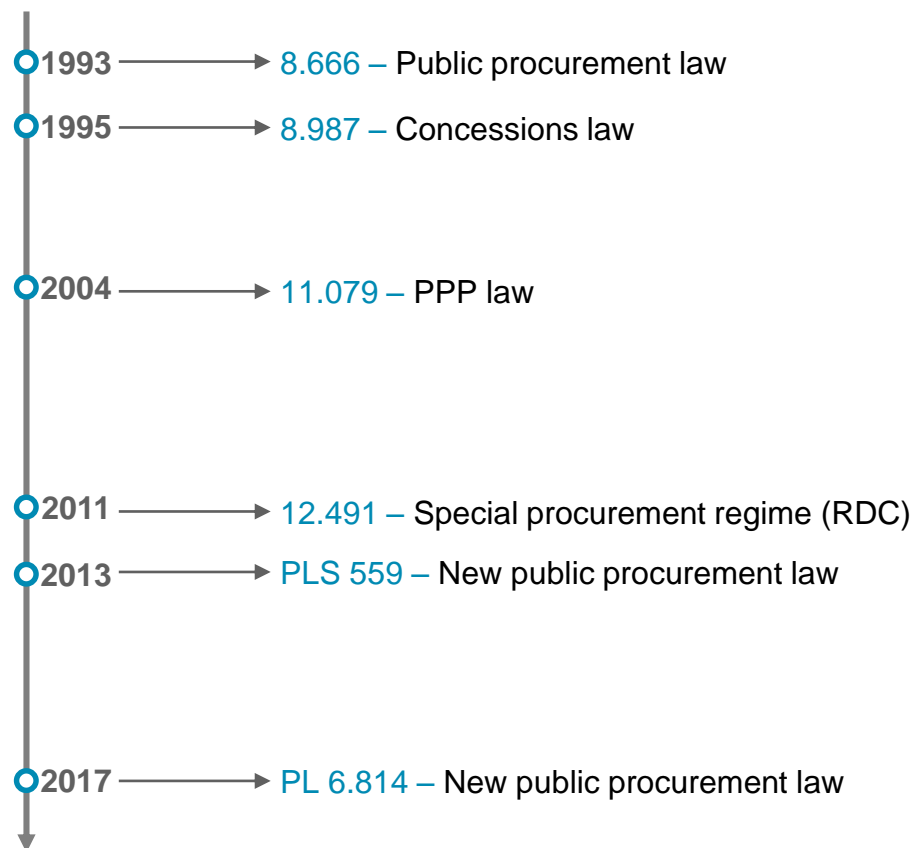 1993 8.666 – Public procurement law
1995 8.987 – Concessions law
2004 11.079 – PPP law
2011 12.491 – Special procurement regime (RDC)
2013 PLS 559 – New public procurement law
2017 PL 6.814 – New public procurement law